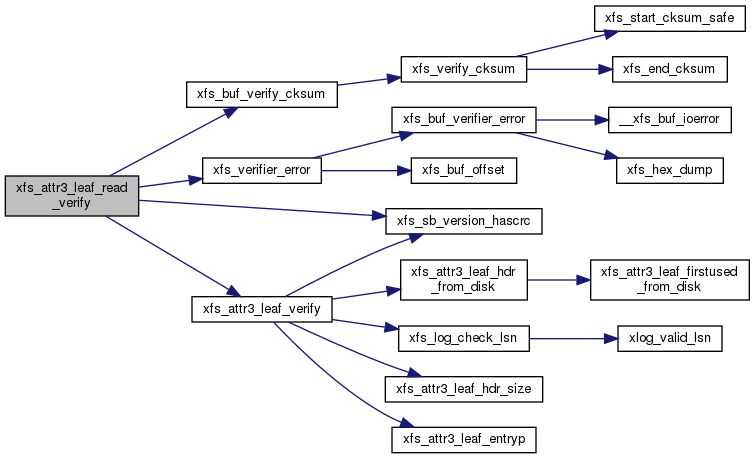 xfs_start_cksum_safe
xfs_verify_cksum
xfs_end_cksum
xfs_buf_verify_cksum
xfs_buf_verifier_error
__xfs_buf_ioerror
xfs_verifier_error
xfs_buf_offset
xfs_hex_dump
xfs_attr3_leaf_read
_verify
xfs_sb_version_hascrc
xfs_attr3_leaf_hdr
_from_disk
xfs_attr3_leaf_firstused
_from_disk
xfs_attr3_leaf_verify
xfs_log_check_lsn
xlog_valid_lsn
xfs_attr3_leaf_hdr_size
xfs_attr3_leaf_entryp